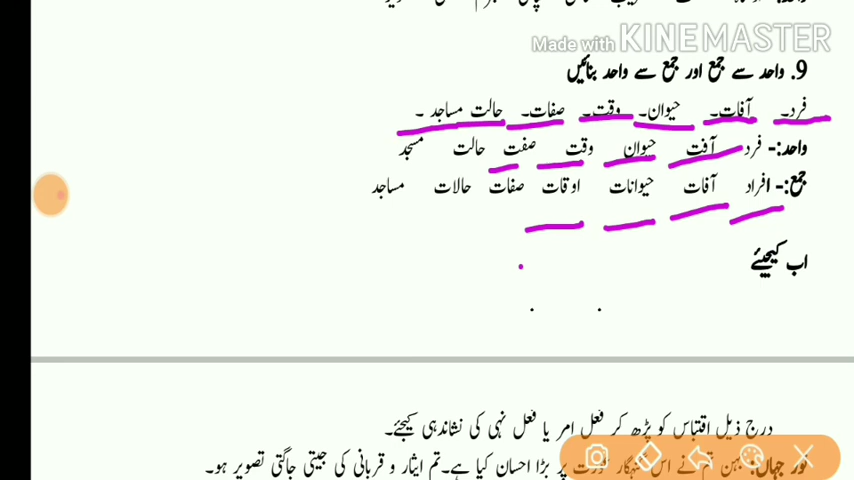 Made with KINEMASTER
9. واحد سے جمع اور جمع سے واحد بنائیں
فرد۔ آفات۔ حیوان۔ وقت۔ صفات۔ حالت مساجد ۔
واحد:- فرد آفت حیوان وقت صفت حالت مسجد
جمع:- افراد آفات حیوانات اوقات صفات حالات مساجد
اب کیجیئے
درج ذیل اقتباس کو پڑھ کر فعل امر یا فعل نہی کی نشاندہی کیجئے۔
نور جہاں: بہن تم نے اس گنہگار پر بڑا احسان کیا ہے۔تم ایثار و قربانی کی جیتی جاگتی تصویر ہو۔